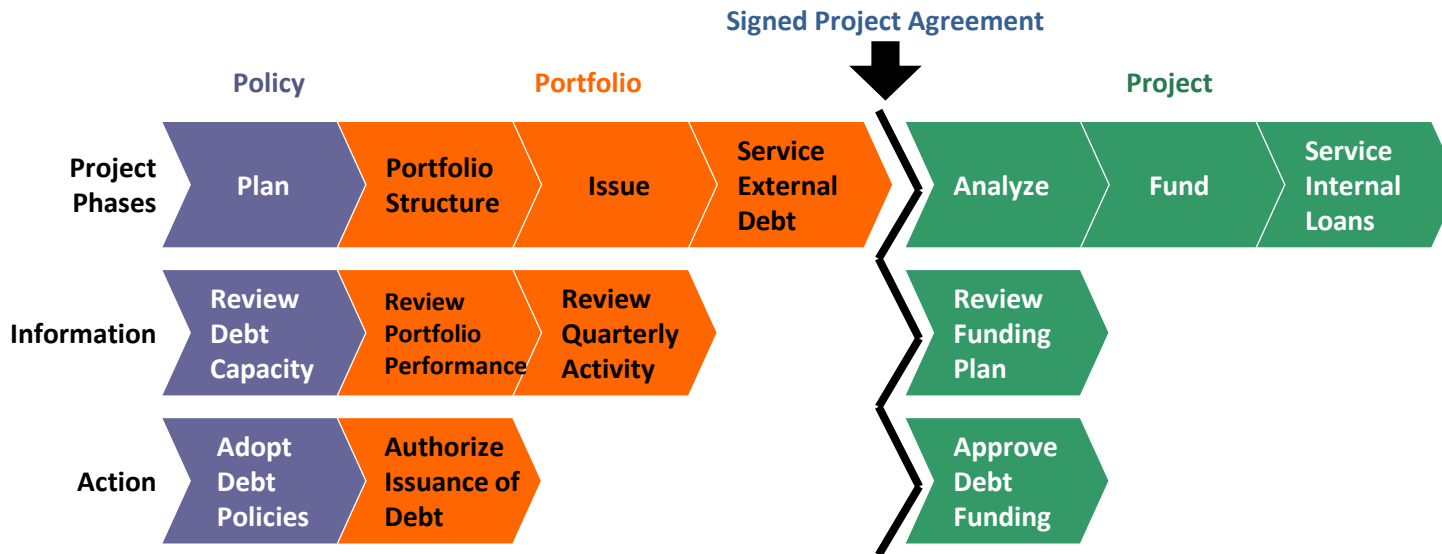 Signed Project Agreement
Policy
Portfolio
Project
Project
Phases
Plan
Portfolio
Structure
Issue
Service
External
Debt
Analyze
Fund
Service
Internal
Loans
Information
Review
Debt
Capacity
Review
Portfolio
Performance
Review
Quarterly
Activity
Review
Funding
Plan
Action
Adopt
Debt
Policies
Authorize
Issuance of
Debt
Approve
Debt
Funding